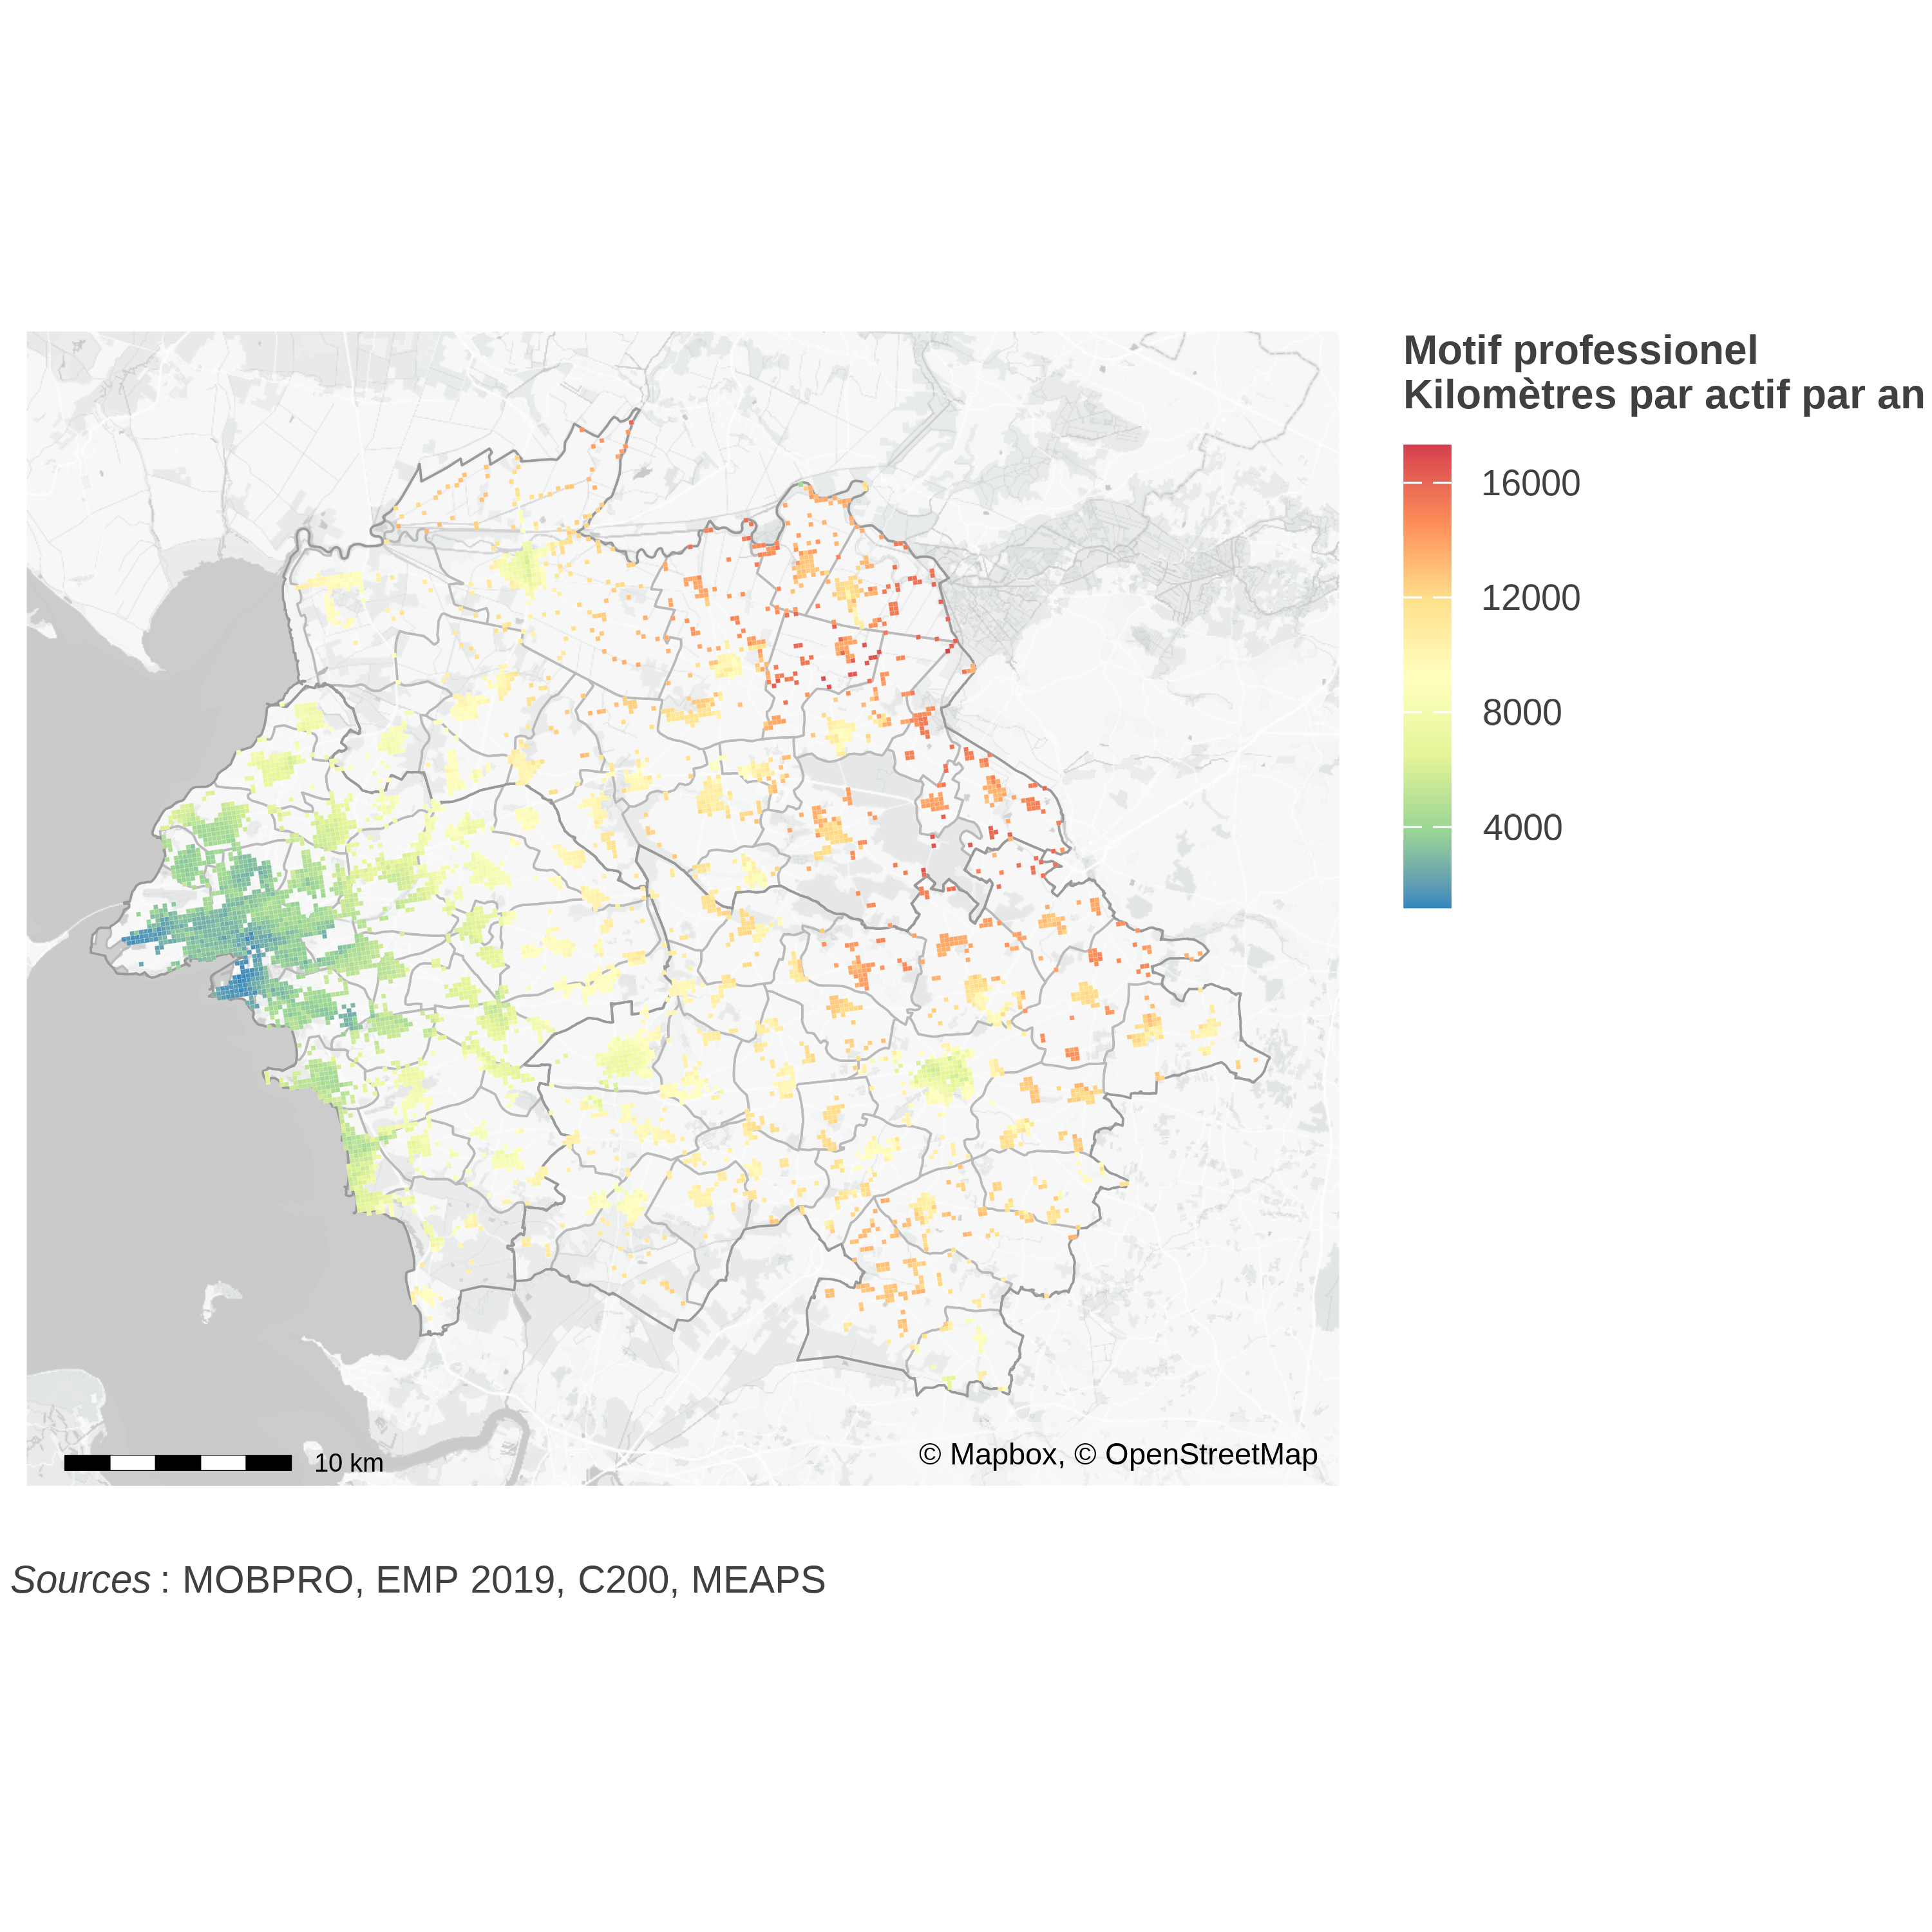 Motif professionel
Kilomètres par actif par an
16000
12000
8000
4000
10 km
© Mapbox, © OpenStreetMap
Sources : MOBPRO, EMP 2019, C200, MEAPS